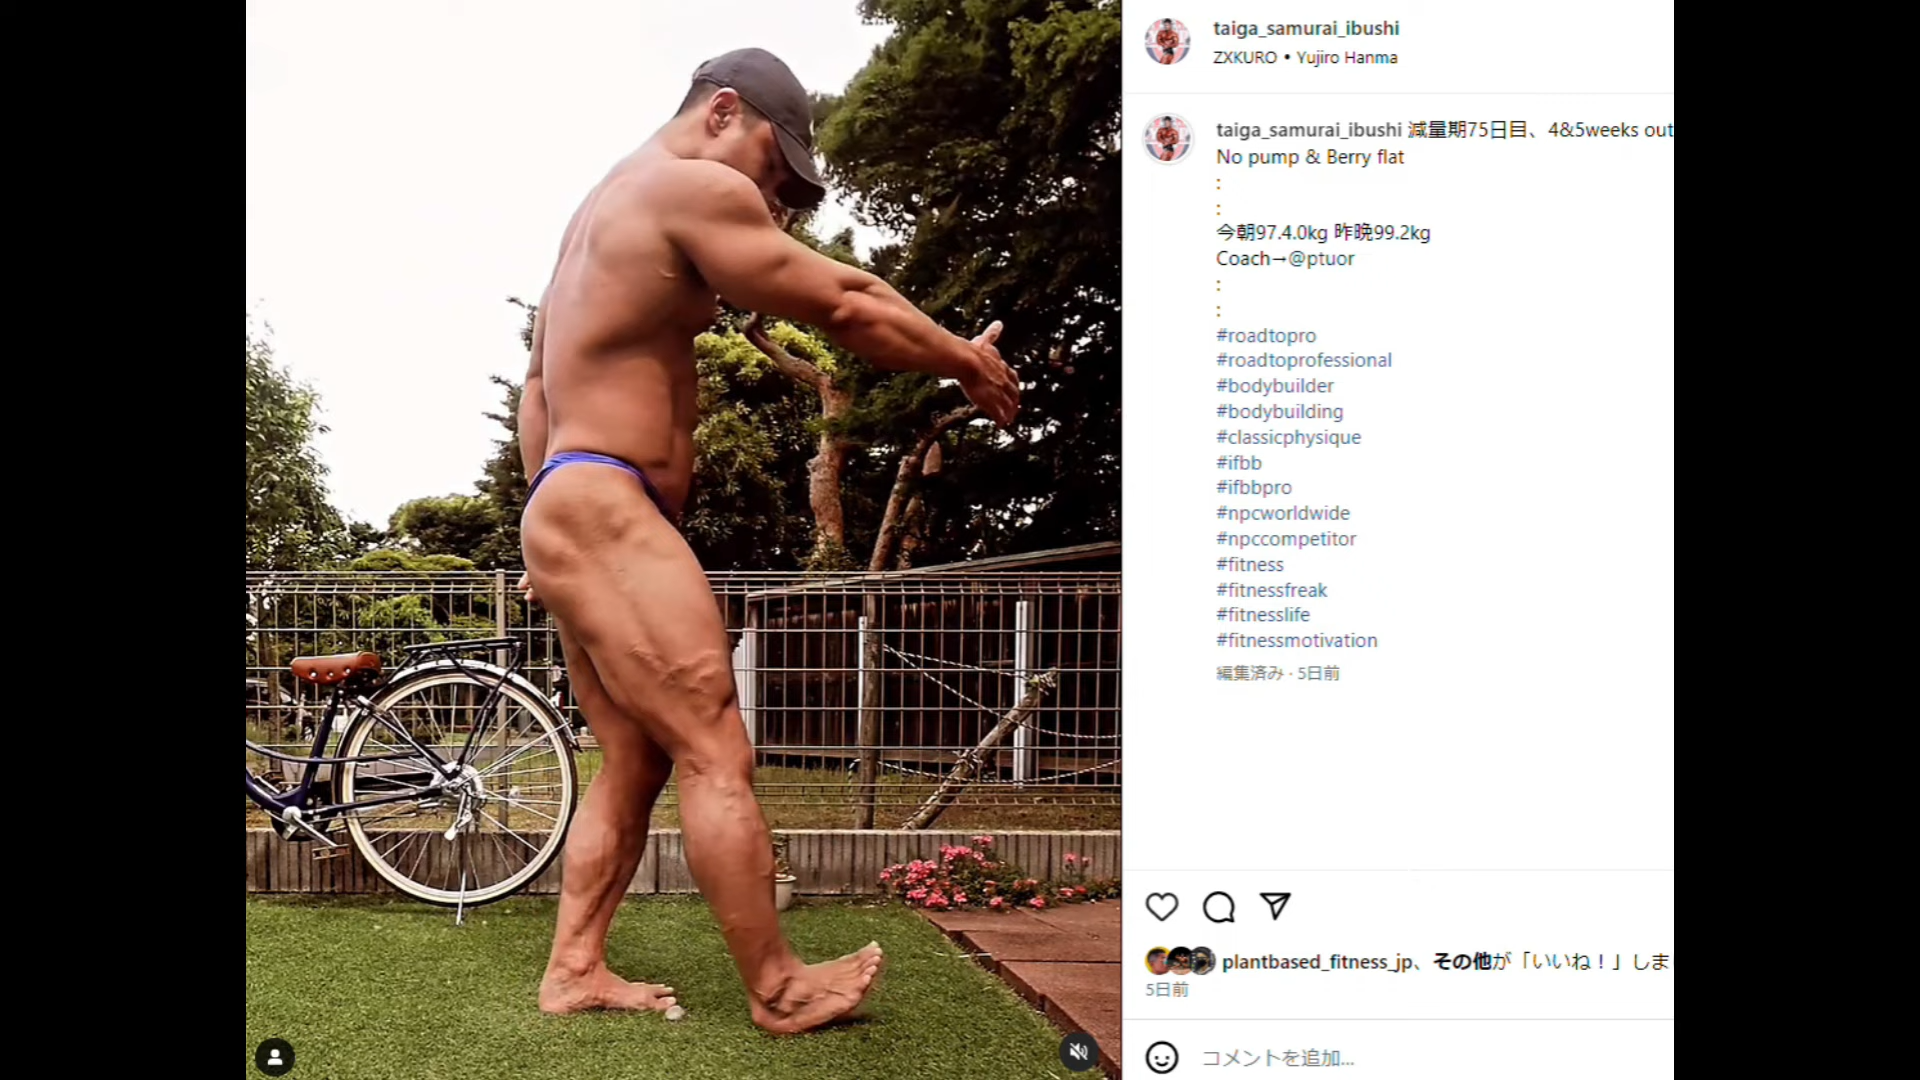 taiga_samurai_ibushi
ZXKURO • Yujiro Hanma
taiga_samurai_ibushi 減量期75日目、4&5weeks out
No pump & Berry flat
:
:
今朝97.4.0kg 昨晩99.2kg
Coach→@ptuor
:
:
#roadtopro
#roadtoprofessional
#bodybuilder
#bodybuilding
#classicphysique
#ifbb
#ifbbpro
#npcworldwide
#npccompetitor
#fitness
#fitnessfreak
#fitnesslife
#fitnessmotivation
編集済み · 5日前
plantbased_fitness_jp、その他が「いいね！」しま
5日前
コメントを追加...